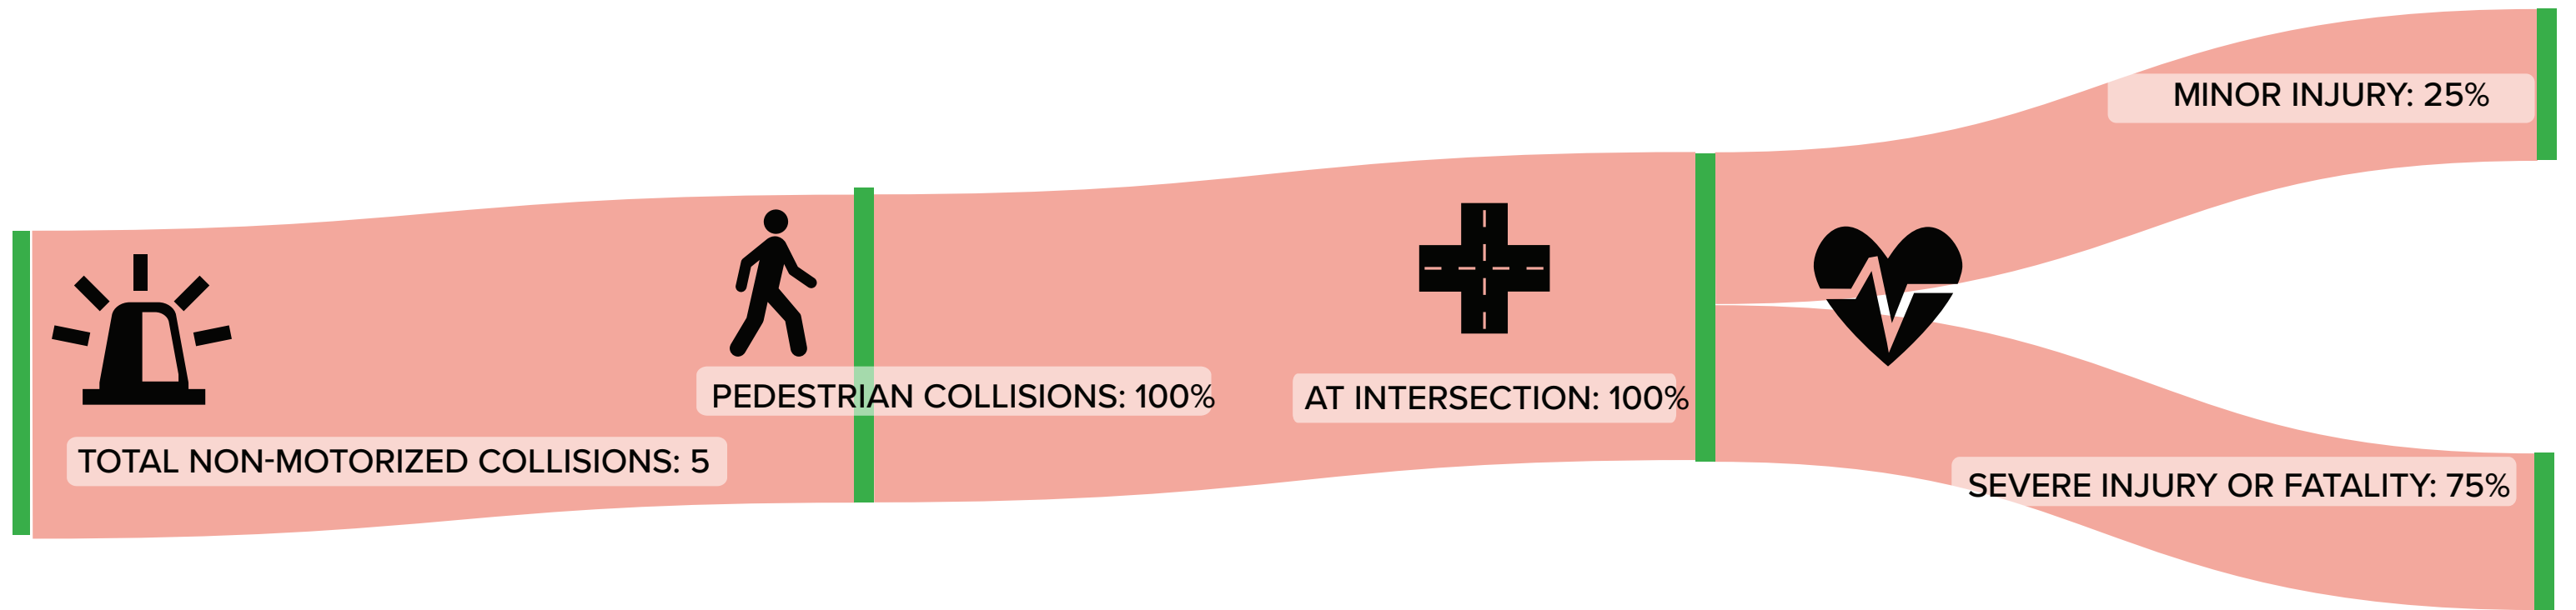 TOTAL NON-MOTORIZED COLLISIONS: 5
PEDESTRIAN COLLISIONS: 100%
AT INTERSECTION: 100%
MINOR INJURY: 25%
SEVERE INJURY OR FATALITY: 75%